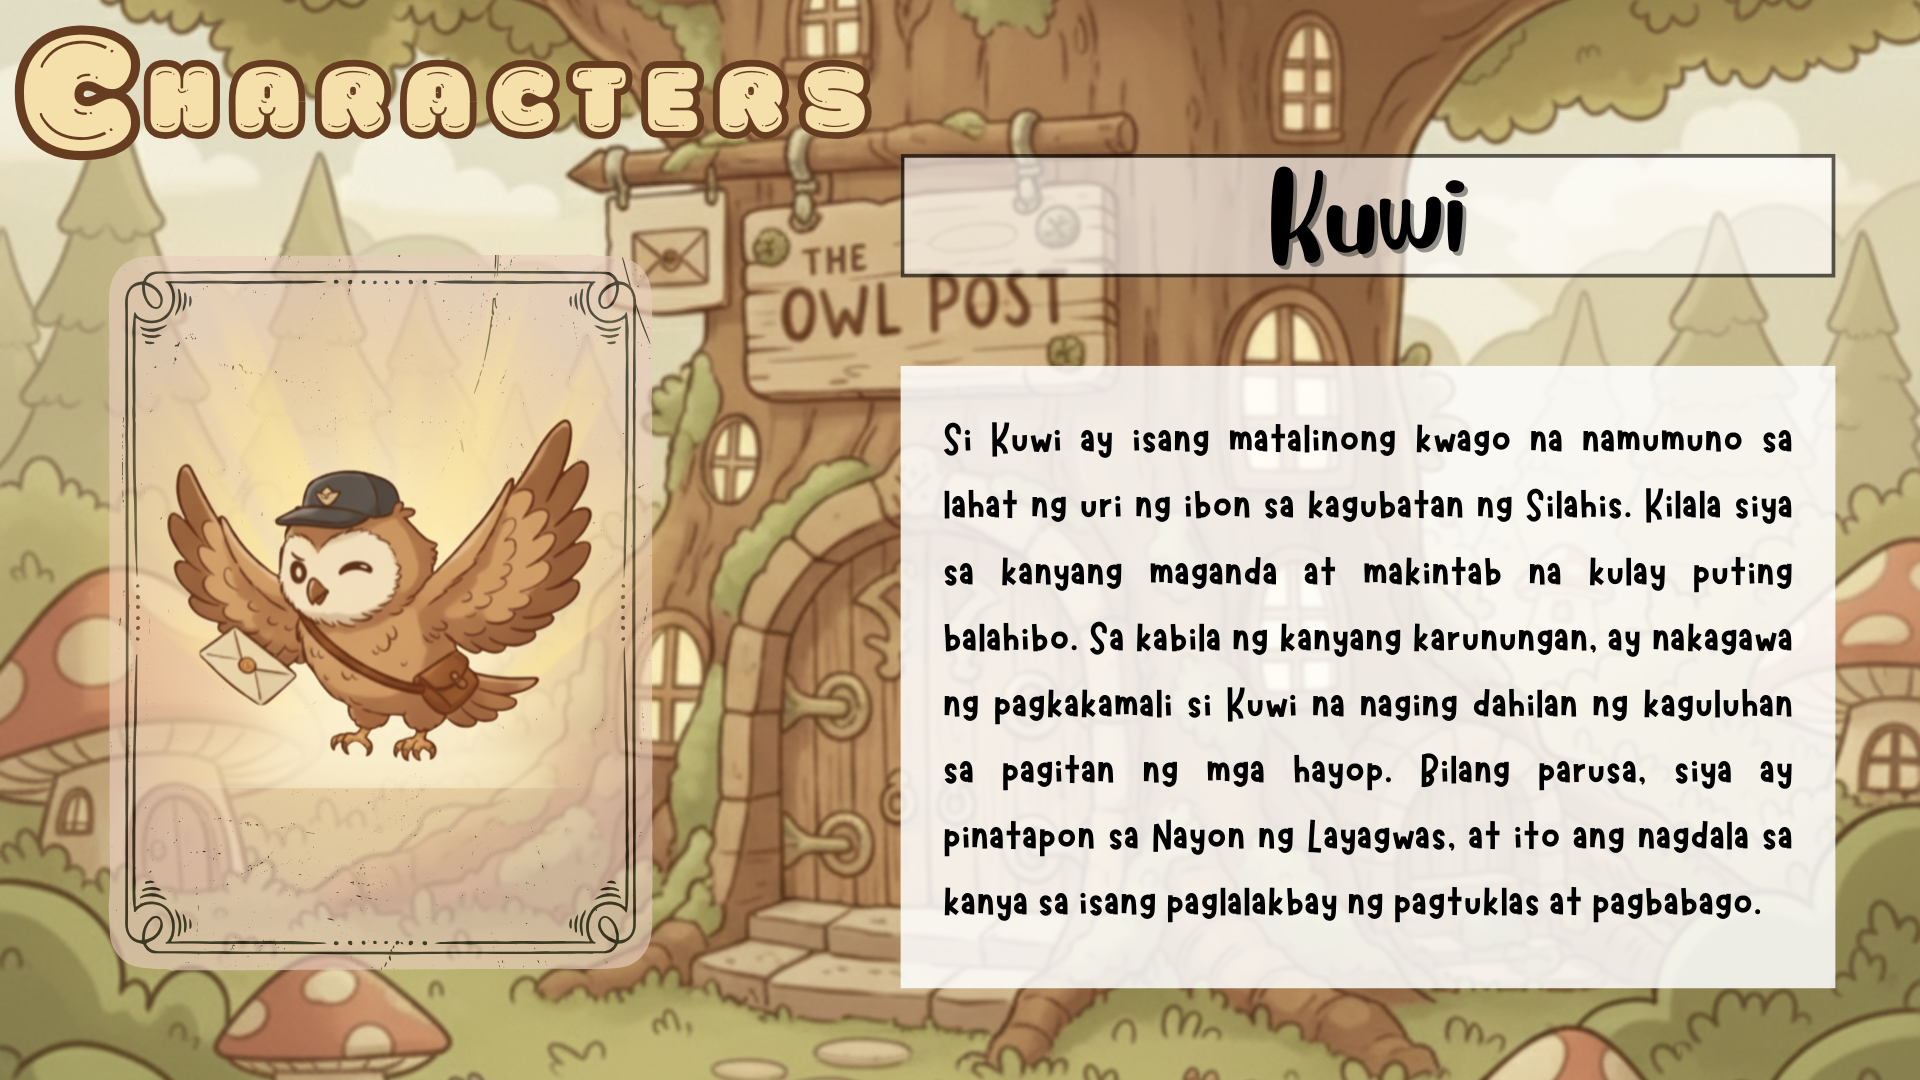 CHARACTERS
THE
OWL POST
Kuwi
Si Kuwi ay isang matalinong kwago na namumuno sa
lahat ng uri ng ibon sa kagubatan ng Silahis. Kilala siya
sa kanyang maganda at makintab na kulay puting
balahibo. Sa kabila ng kanyang karunungan, ay nakagawa
ng pagkakamali si Kuwi na naging dahilan ng kaguluhan
sa pagitan ng mga hayop. Bilang parusa, siya ay
pinatapon sa Nayon ng Layagwas, at ito ang nagdala sa
kanya sa isang paglalakbay ng pagtuklas at pagbabago.